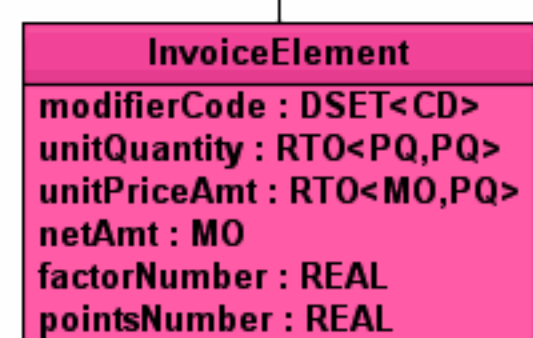 InvoiceElement
modifierCode : DSET<CD>
unitQuantity : RTO<PQ,PQ>
unitPriceAmt : RTO<MO,PQ>
netAmt : MO
factorNumber : REAL
pointsNumber : REAL